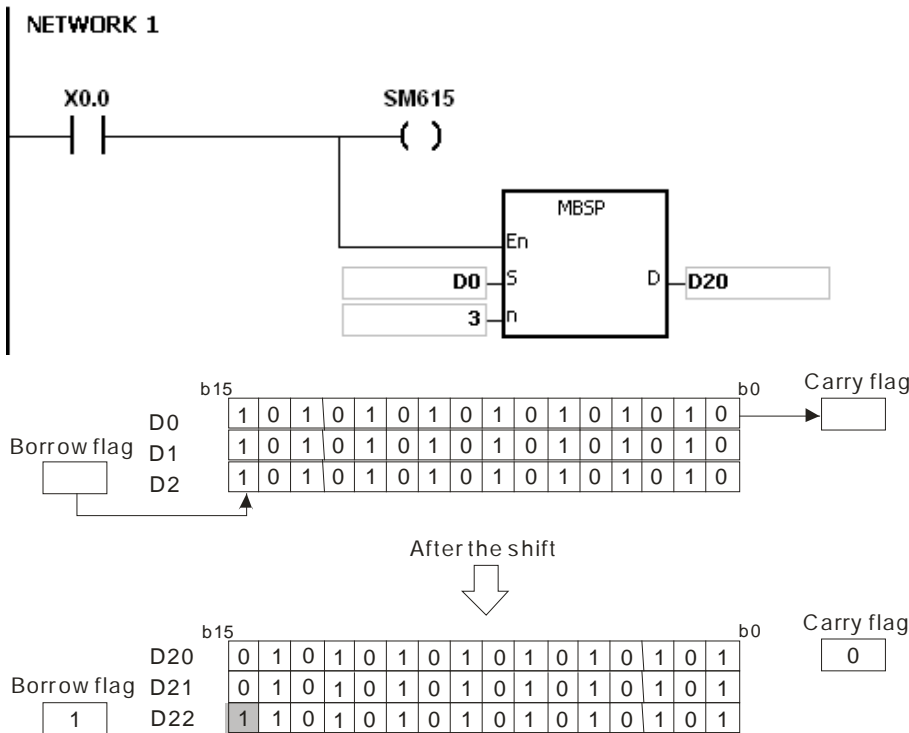 NETWORK 1
X0.0 SM615
MBSP
En
D0 S D D20
3 n
b15 b0 Carry flag
D0 1 0 1 0 1 0 1 0 1 0 1 0 1 0 1 0
Borrow flag D1 1 0 1 0 1 0 1 0 1 0 1 0 1 0 1 0
D2 1 0 1 0 1 0 1 0 1 0 1 0 1 0 1 0
After the shift
b15 b0 Carry flag
D20 0 1 0 1 0 1 0 1 0 1 0 1 0 1 0 1 0
Borrow flag D21 0 1 0 1 0 1 0 1 0 1 0 1 0 1 0 1
1 D22 1 1 0 1 0 1 0 1 0 1 0 1 0 1 0 1